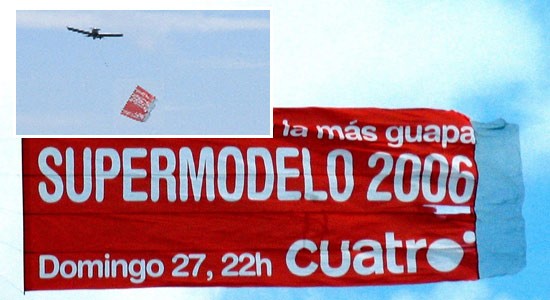 la más guapa
SUPERMODELO 2006
Domingo 27, 22h cuatro